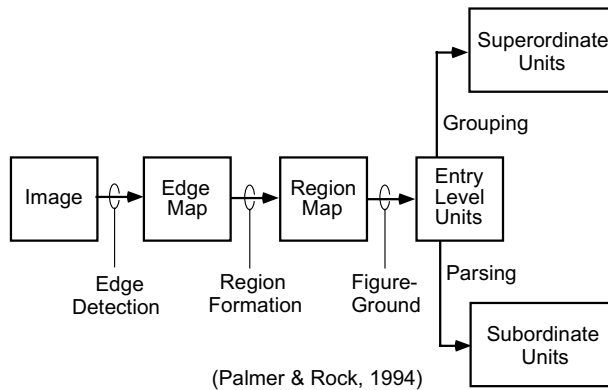 Superordinate
Units
Grouping
Image
Edge
Map
Region
Map
Entry
Level
Units
Edge
Detection
Region
Formation
Figure-
Ground
Parsing
Subordinate
Units
(Palmer & Rock, 1994)